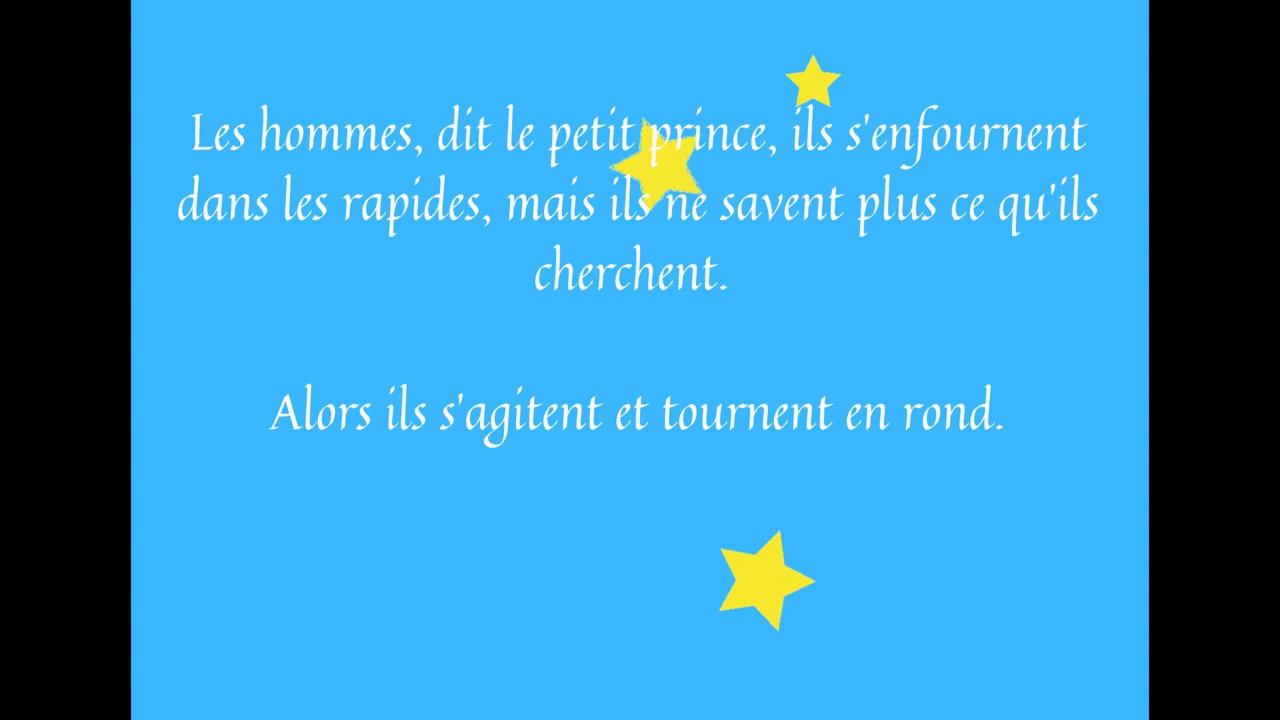 Les hommes, dit le petit prince, ils s'enfournent
dans les rapides, mais ils ne savent plus ce qu'ils
cherchent.
Alors ils s'agitent et tournent en rond.